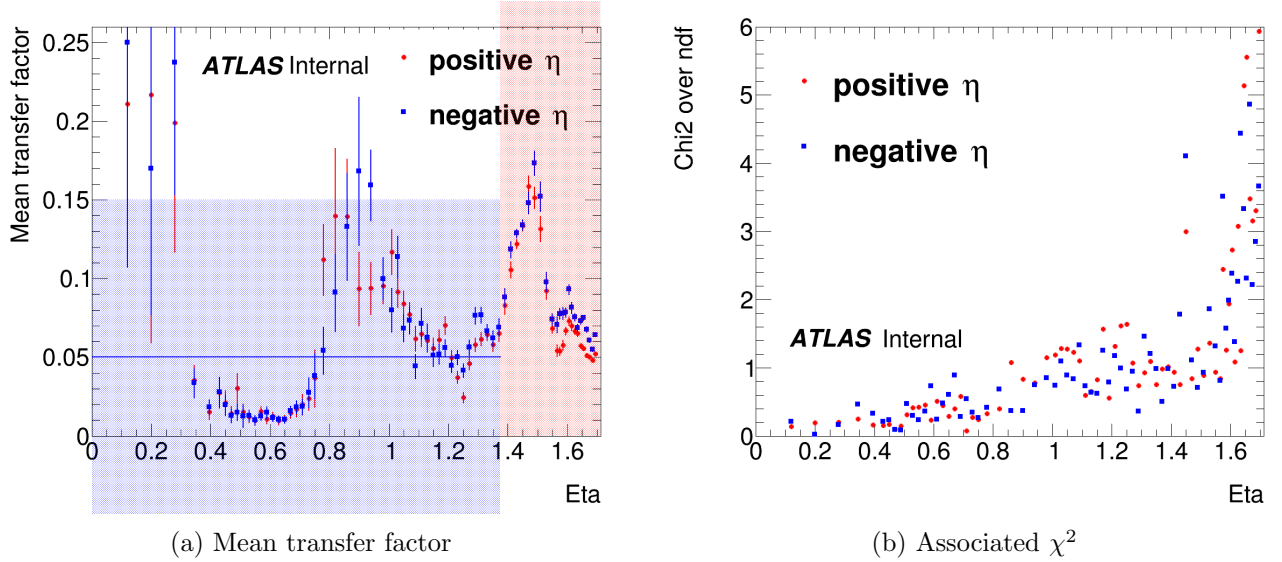 Mean transfer factor
0.25
0.2
0.15
0.1
0.05
0
ATLAS Internal
positive η
negative η
0 0.2 0.4 0.6 0.8 1 1.2 1.4 1.6
Eta
(a) Mean transfer factor
Chi2 over ndf
6
5
4
3
2
1
0
positive η
negative η
ATLAS Internal
0 0.2 0.4 0.6 0.8 1 1.2 1.4 1.6
Eta
(b) Associated χ²